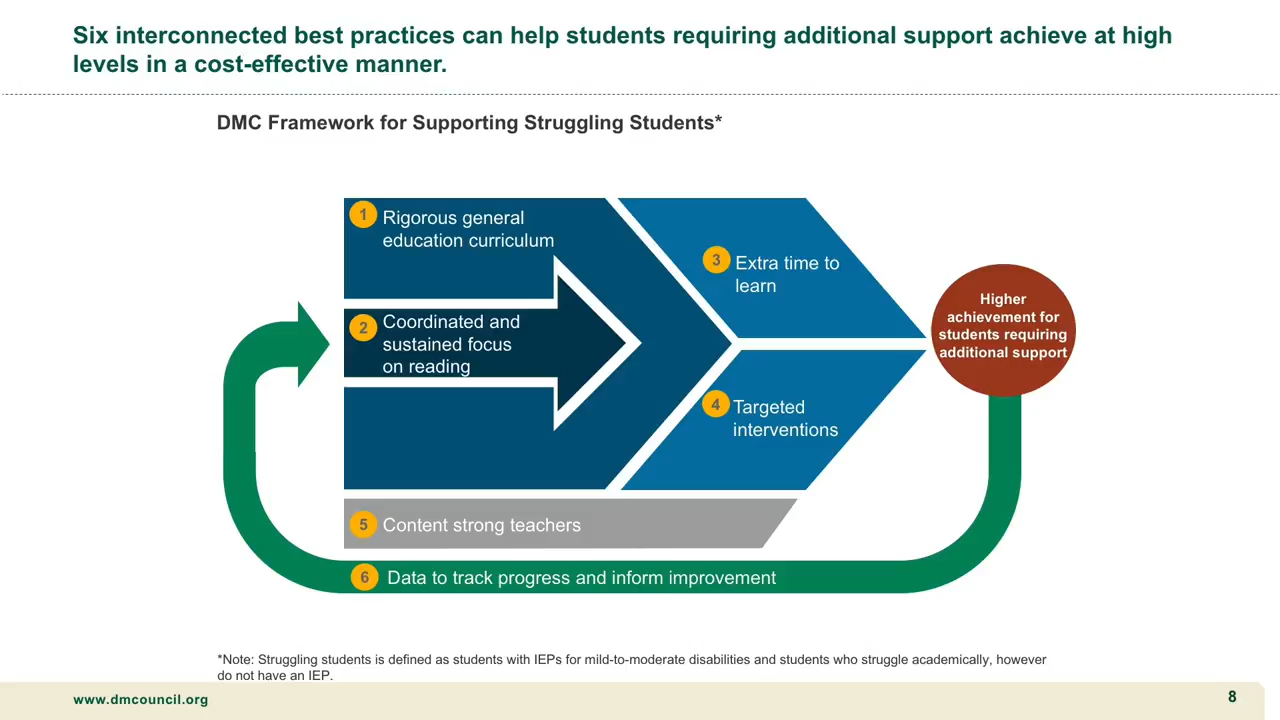 Six interconnected best practices can help students requiring additional support achieve at high
levels in a cost-effective manner.
DMC Framework for Supporting Struggling Students*
1
Rigorous general
education curriculum
2
Coordinated and
sustained focus
on reading
3
Extra time to
learn
4
Targeted
interventions
Higher
achievement for
students requiring
additional support
5
Content strong teachers
6
Data to track progress and inform improvement
*Note: Struggling students is defined as students with IEPs for mild-to-moderate disabilities and students who struggle academically, however
do not have an IEP.
www.dmcouncil.org
8